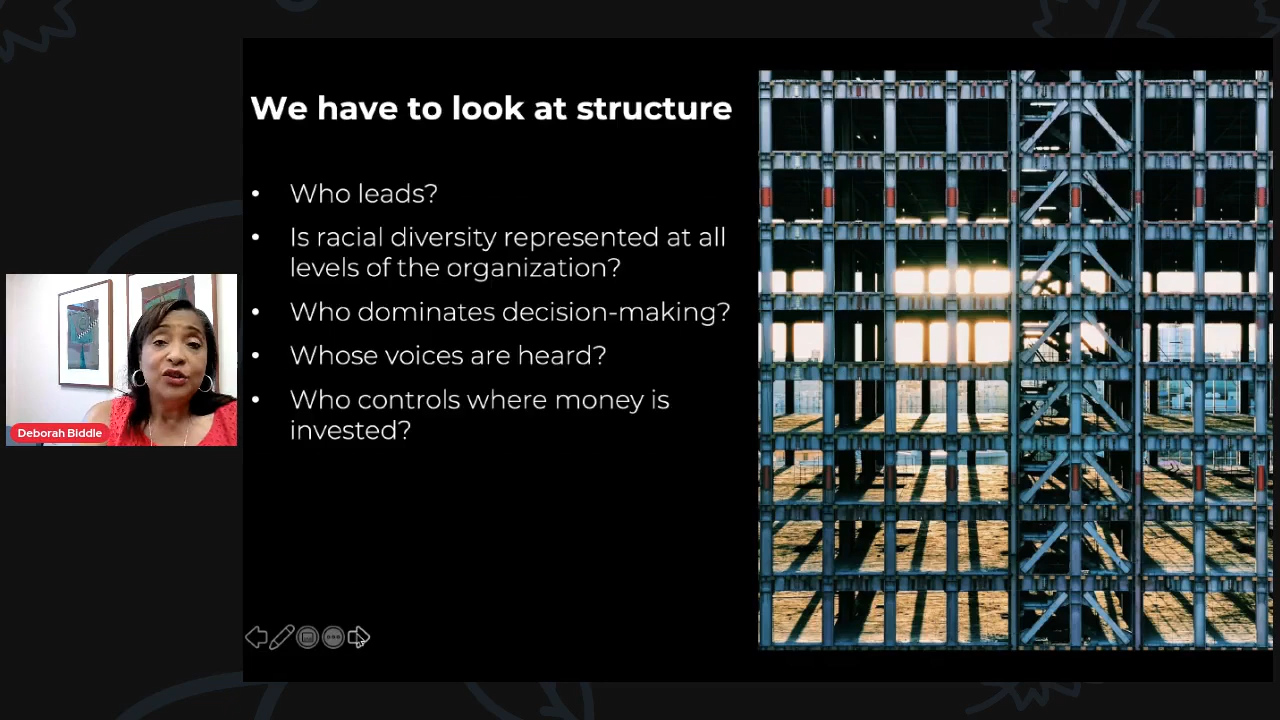 We have to look at structure
• Who leads?
• Is racial diversity represented at all
levels of the organization?
• Who dominates decision-making?
• Whose voices are heard?
• Who controls where money is
invested?
Deborah Biddle